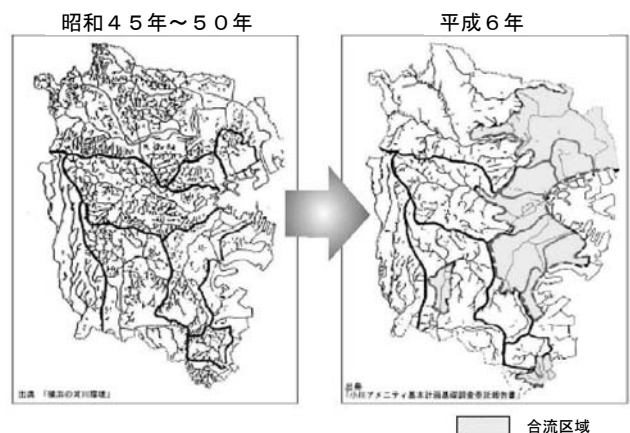 昭和４５年～５０年
平成６年
出典 「横浜の河川環境」
出典
「小川アメニティ基本計画基礎調査委託報告書」
合流区域